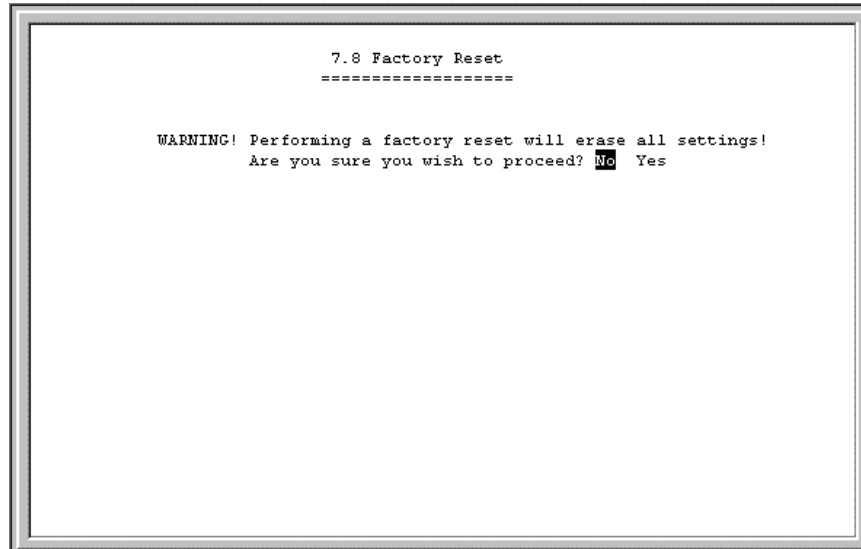 7.8 Factory Reset
===================
WARNING! Performing a factory reset will erase all settings!
Are you sure you wish to proceed? No Yes